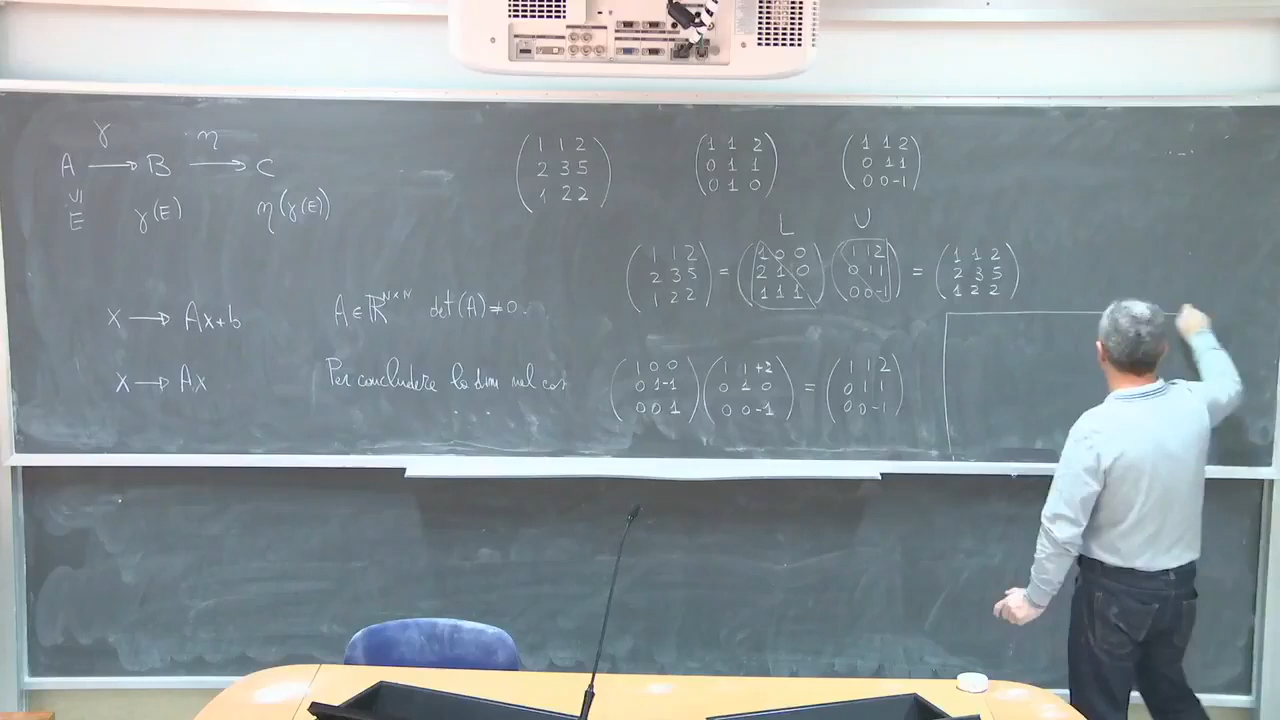 γ η
A ⟶ B ⟶ C
⊆
E γ(E) η(γ(E))
X ⟶ Ax+b A ∈ ℝᴺˣᴺ det(A) ≠ 0.
X ⟶ Ax Per concludere la dim nel cas
. . .
(1 1 2 / 2 3 5 / 1 2 2) (1 1 2 / 0 1 1 / 0 1 0) (1 1 2 / 0 1 1 / 0 0 -1)
L U
(1 1 2 / 2 3 5 / 1 2 2) = (1 0 0 / 2 1 0 / 1 1 1) (1 1 2 / 0 1 1 / 0 0 -1) = (1 1 2 / 2 3 5 / 1 2 2)
(1 0 0 / 0 1 -1 / 0 0 1) (1 1 +2 / 0 1 0 / 0 0 -1) = (1 1 2 / 0 1 1 / 0 0 -1)